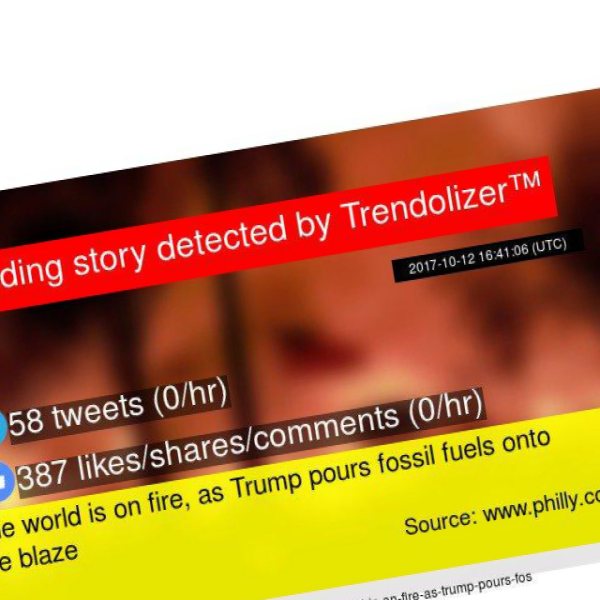 ding story detected by Trendolizer™
2017-10-12 16:41:06 (UTC)
58 tweets (0/hr)
387 likes/shares/comments (0/hr)
e world is on fire, as Trump pours fossil fuels onto
e blaze
Source: www.philly.co
on-fire-as-trump-pours-fos